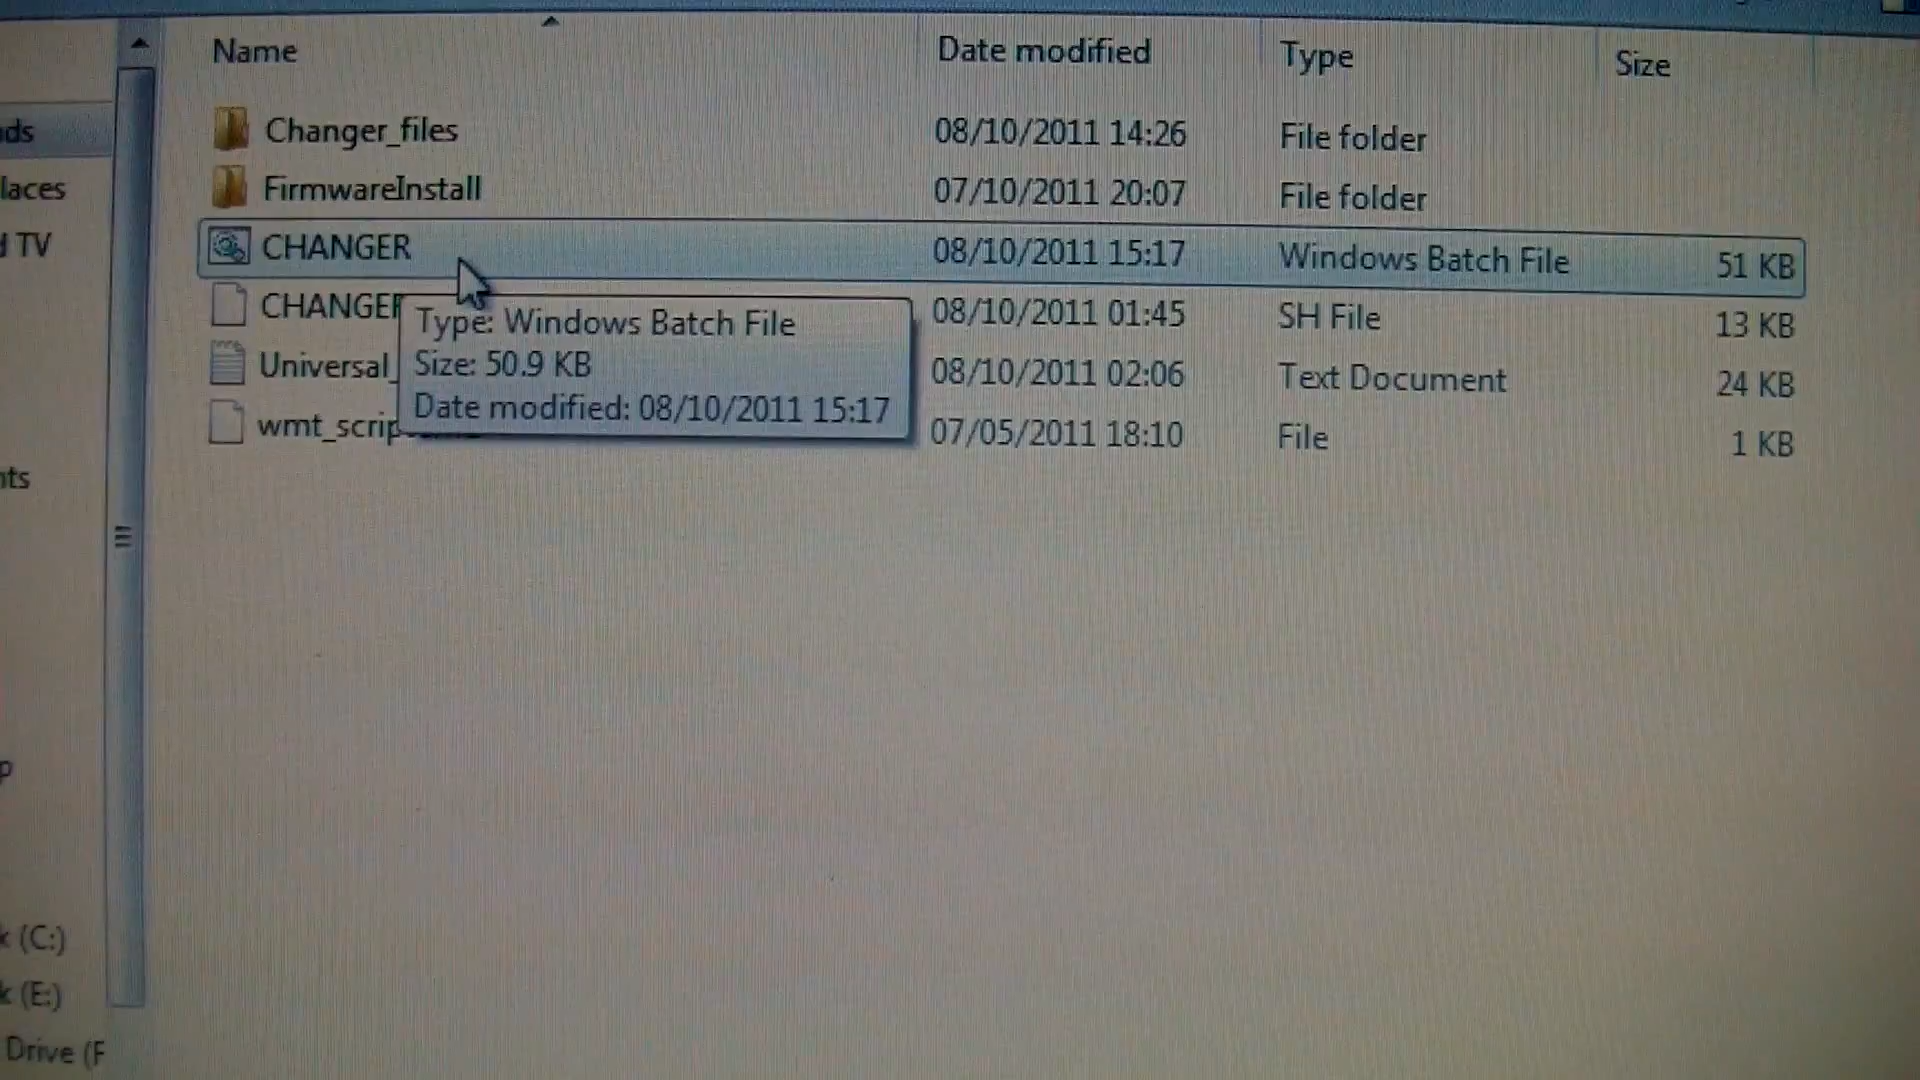 Name Date modified Type Size
Changer_files 08/10/2011 14:26 File folder
FirmwareInstall 07/10/2011 20:07 File folder
CHANGER 08/10/2011 15:17 Windows Batch File 51 KB
CHANGER 08/10/2011 01:45 SH File 13 KB
Universal_ 08/10/2011 02:06 Text Document 24 KB
wmt_scrip 07/05/2011 18:10 File 1 KB
Type: Windows Batch File
Size: 50.9 KB
Date modified: 08/10/2011 15:17
ds
laces
TV
nts
p
k (C:)
k (E:)
Drive (F